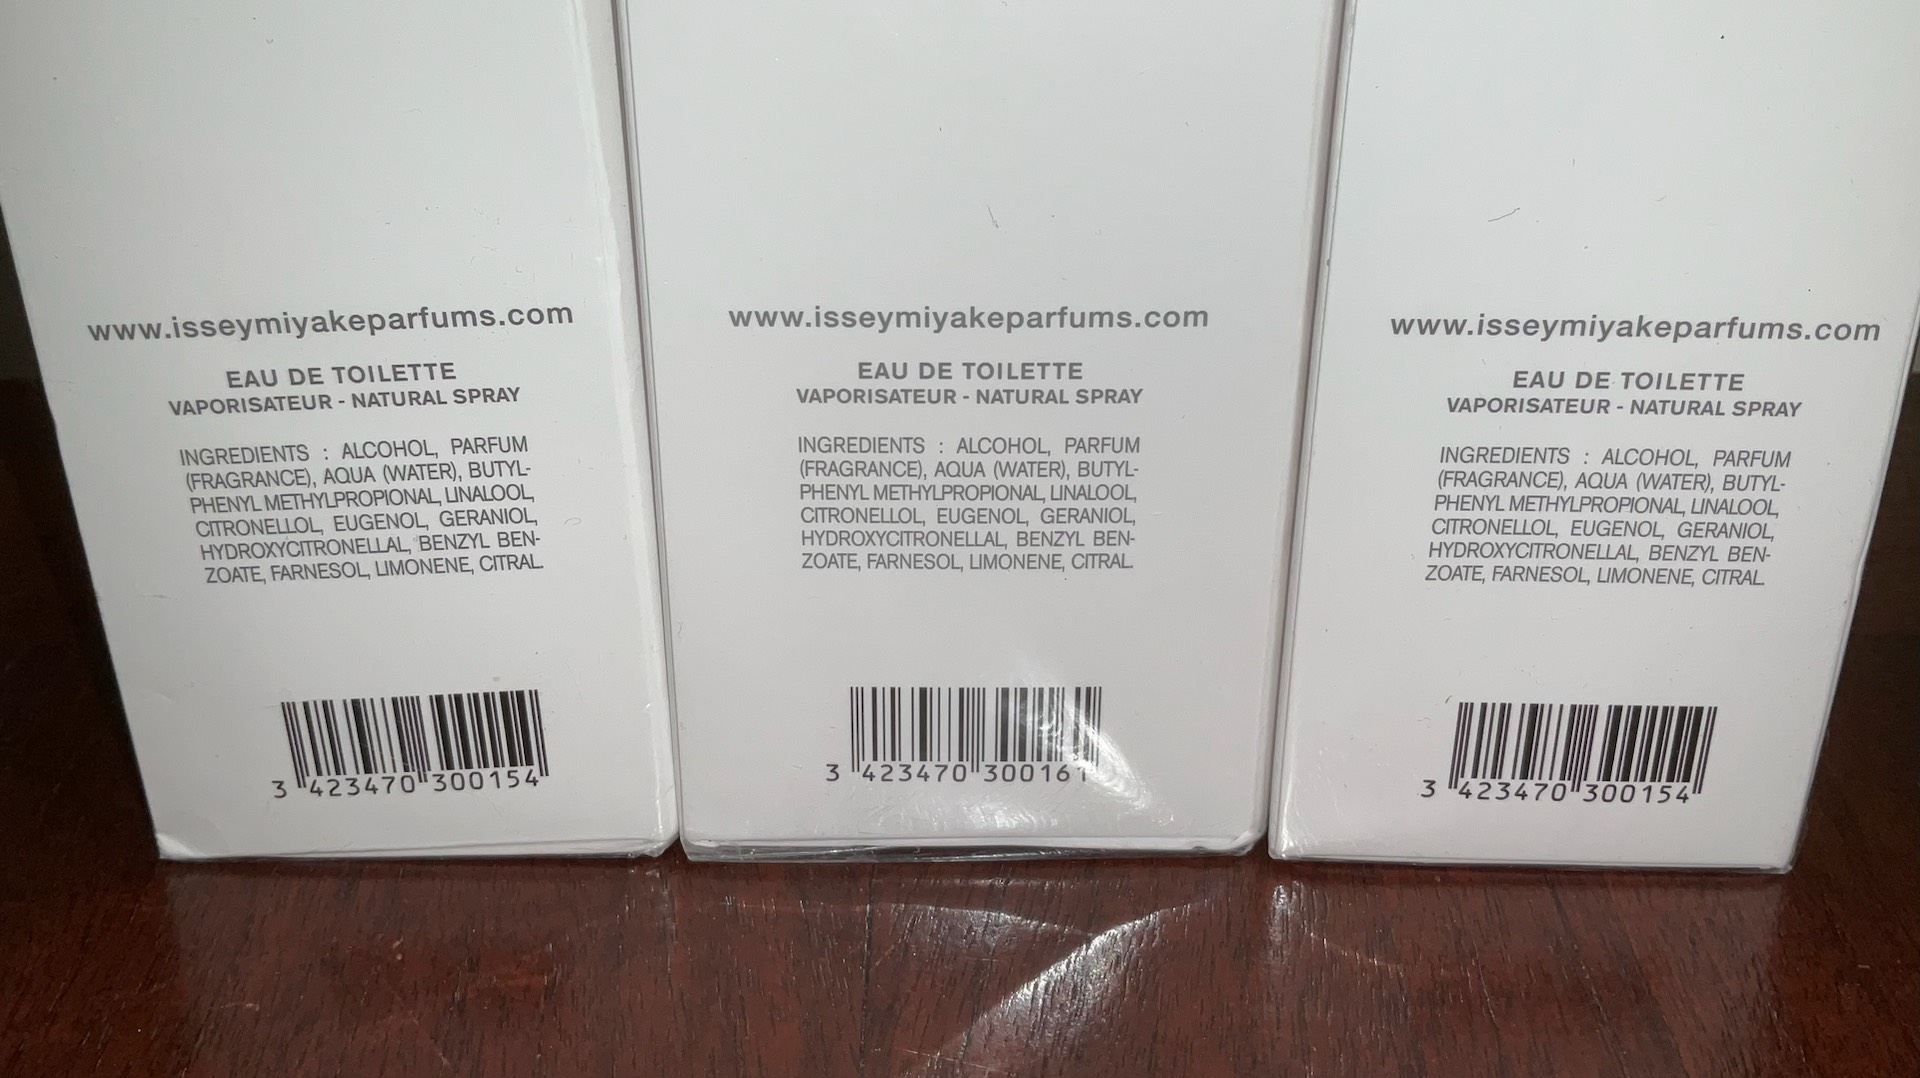 www.isseymiyakeparfums.com
EAU DE TOILETTE
VAPORISATEUR - NATURAL SPRAY
INGREDIENTS : ALCOHOL, PARFUM
(FRAGRANCE), AQUA (WATER), BUTYL-
PHENYL METHYLPROPIONAL, LINALOOL,
CITRONELLOL, EUGENOL, GERANIOL,
HYDROXYCITRONELLAL, BENZYL BEN-
ZOATE, FARNESOL, LIMONENE, CITRAL.
3 423470 300154
www.isseymiyakeparfums.com
EAU DE TOILETTE
VAPORISATEUR - NATURAL SPRAY
INGREDIENTS : ALCOHOL, PARFUM
(FRAGRANCE), AQUA (WATER), BUTYL-
PHENYL METHYLPROPIONAL, LINALOOL,
CITRONELLOL, EUGENOL, GERANIOL,
HYDROXYCITRONELLAL, BENZYL BEN-
ZOATE, FARNESOL, LIMONENE, CITRAL.
3 423470 300161
www.isseymiyakeparfums.com
EAU DE TOILETTE
VAPORISATEUR - NATURAL SPRAY
INGREDIENTS : ALCOHOL, PARFUM
(FRAGRANCE), AQUA (WATER), BUTYL-
PHENYL METHYLPROPIONAL, LINALOOL,
CITRONELLOL, EUGENOL, GERANIOL,
HYDROXYCITRONELLAL, BENZYL BEN-
ZOATE, FARNESOL, LIMONENE, CITRAL.
3 423470 300154